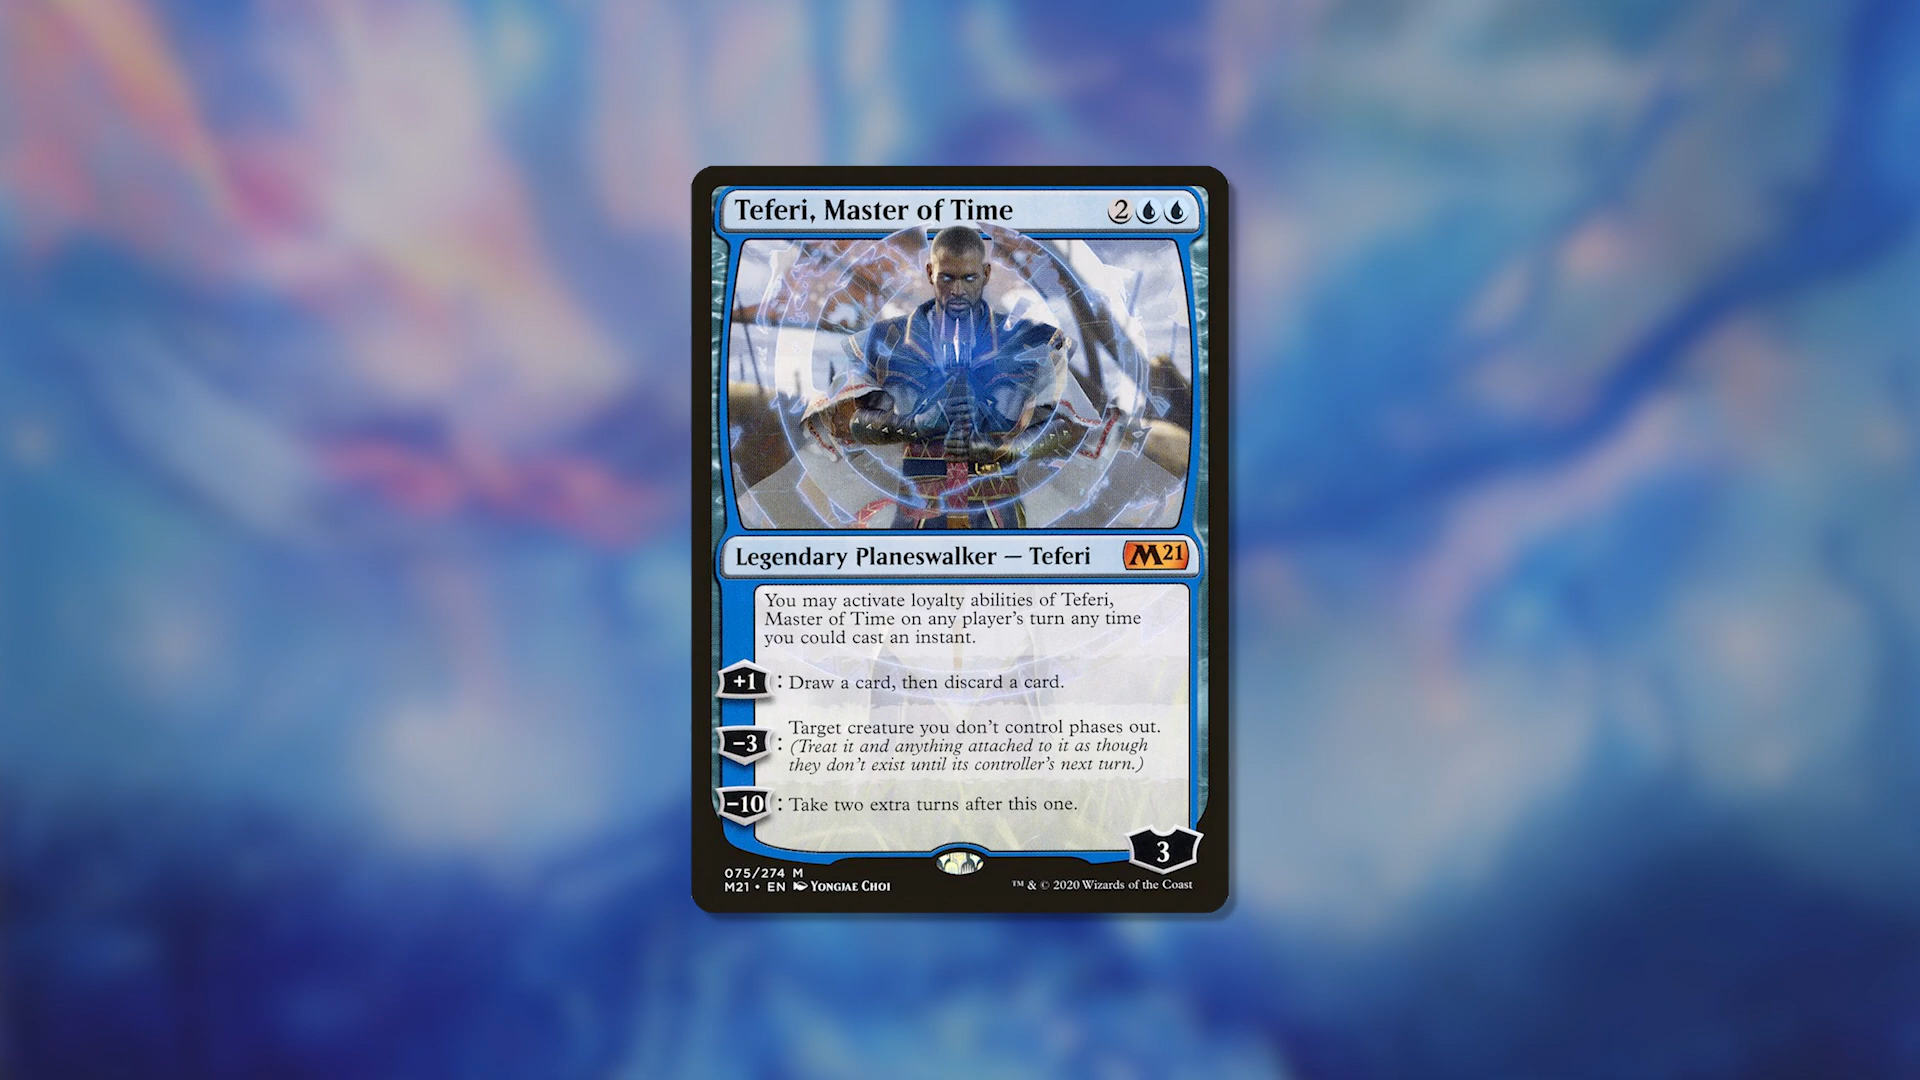 Teferi, Master of Time 2
Legendary Planeswalker — Teferi M21
You may activate loyalty abilities of Teferi,
Master of Time on any player's turn any time
you could cast an instant.
+1 : Draw a card, then discard a card.
Target creature you don't control phases out.
−3 : (Treat it and anything attached to it as though
they don't exist until its controller's next turn.)
−10 : Take two extra turns after this one.
3
075/274 M
M21 • EN Yongjae Choi
™ & © 2020 Wizards of the Coast